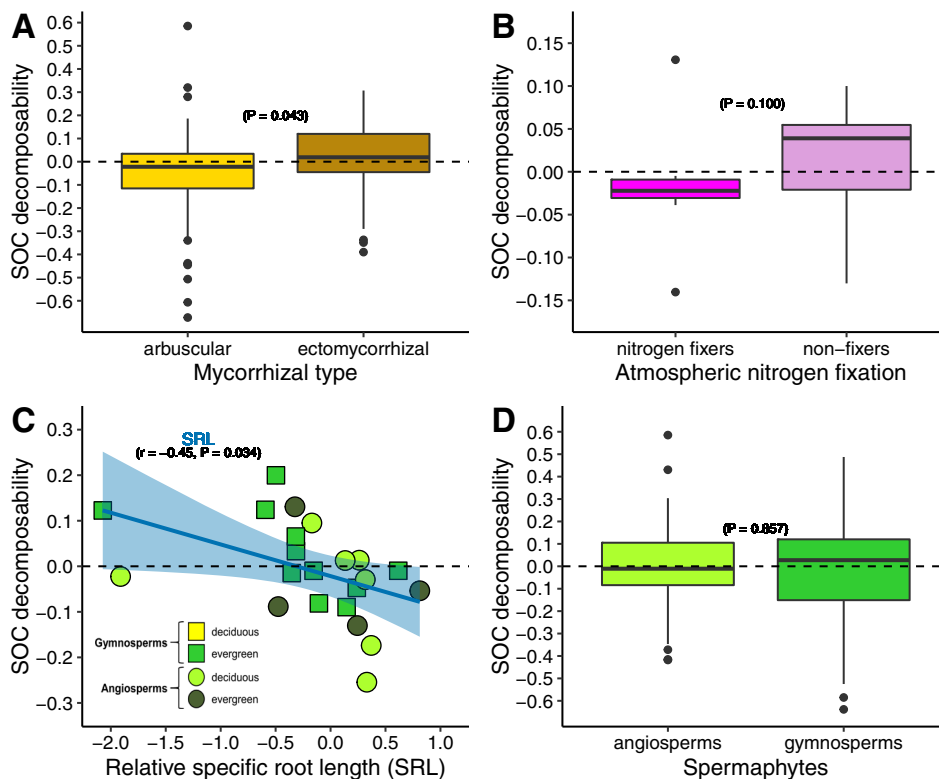 A
SOC decomposability
0.6
0.5
0.4
0.3
0.2
0.1
0.0
−0.1
−0.2
−0.3
−0.4
−0.5
−0.6
(P = 0.043)
arbuscular ectomycorrhizal
Mycorrhizal type
B
SOC decomposability
0.15
0.10
0.05
0.00
−0.05
−0.10
−0.15
(P = 0.100)
nitrogen fixers non−fixers
Atmospheric nitrogen fixation
C
SOC decomposability
0.3
0.2
0.1
0.0
−0.1
−0.2
−0.3
SRL
(r = −0.45, P = 0.034)
Gymnosperms
deciduous
evergreen
Angiosperms
deciduous
evergreen
−2.0 −1.5 −1.0 −0.5 0.0 0.5 1.0
Relative specific root length (SRL)
D
SOC decomposability
0.6
0.5
0.4
0.3
0.2
0.1
0.0
−0.1
−0.2
−0.3
−0.4
−0.5
−0.6
(P = 0.857)
angiosperms gymnosperms
Spermaphytes